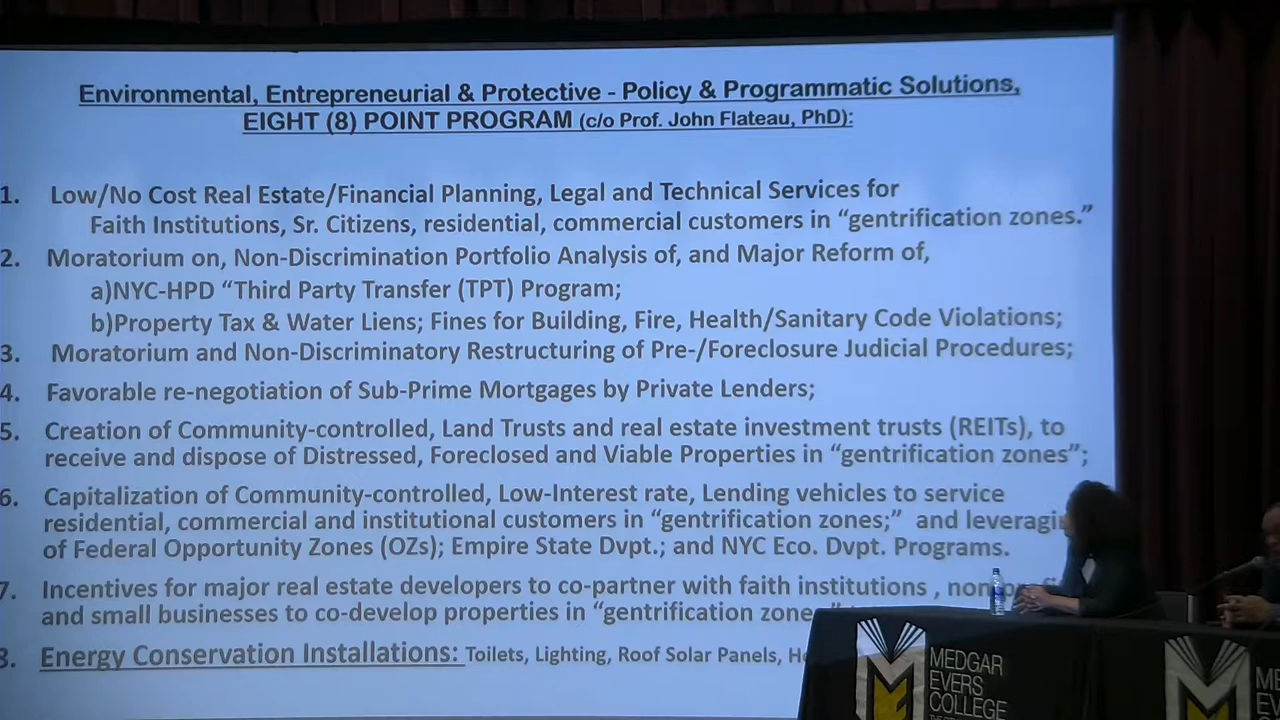 Environmental, Entrepreneurial & Protective - Policy & Programmatic Solutions,
EIGHT (8) POINT PROGRAM (c/o Prof. John Flateau, PhD):
1. Low/No Cost Real Estate/Financial Planning, Legal and Technical Services for
Faith Institutions, Sr. Citizens, residential, commercial customers in “gentrification zones.”
2. Moratorium on, Non-Discrimination Portfolio Analysis of, and Major Reform of,
a)NYC-HPD “Third Party Transfer (TPT) Program;
b)Property Tax & Water Liens; Fines for Building, Fire, Health/Sanitary Code Violations;
3. Moratorium and Non-Discriminatory Restructuring of Pre-/Foreclosure Judicial Procedures;
4. Favorable re-negotiation of Sub-Prime Mortgages by Private Lenders;
5. Creation of Community-controlled, Land Trusts and real estate investment trusts (REITs), to
receive and dispose of Distressed, Foreclosed and Viable Properties in “gentrification zones”;
6. Capitalization of Community-controlled, Low-Interest rate, Lending vehicles to service
residential, commercial and institutional customers in “gentrification zones;” and leveragi
of Federal Opportunity Zones (OZs); Empire State Dvpt.; and NYC Eco. Dvpt. Programs.
7. Incentives for major real estate developers to co-partner with faith institutions ,
and small businesses to co-develop properties in “gentrification zone
8. Energy Conservation Installations: Toilets, Lighting, Roof Solar Panels,
MEDGAR
EVERS
COLLEGE